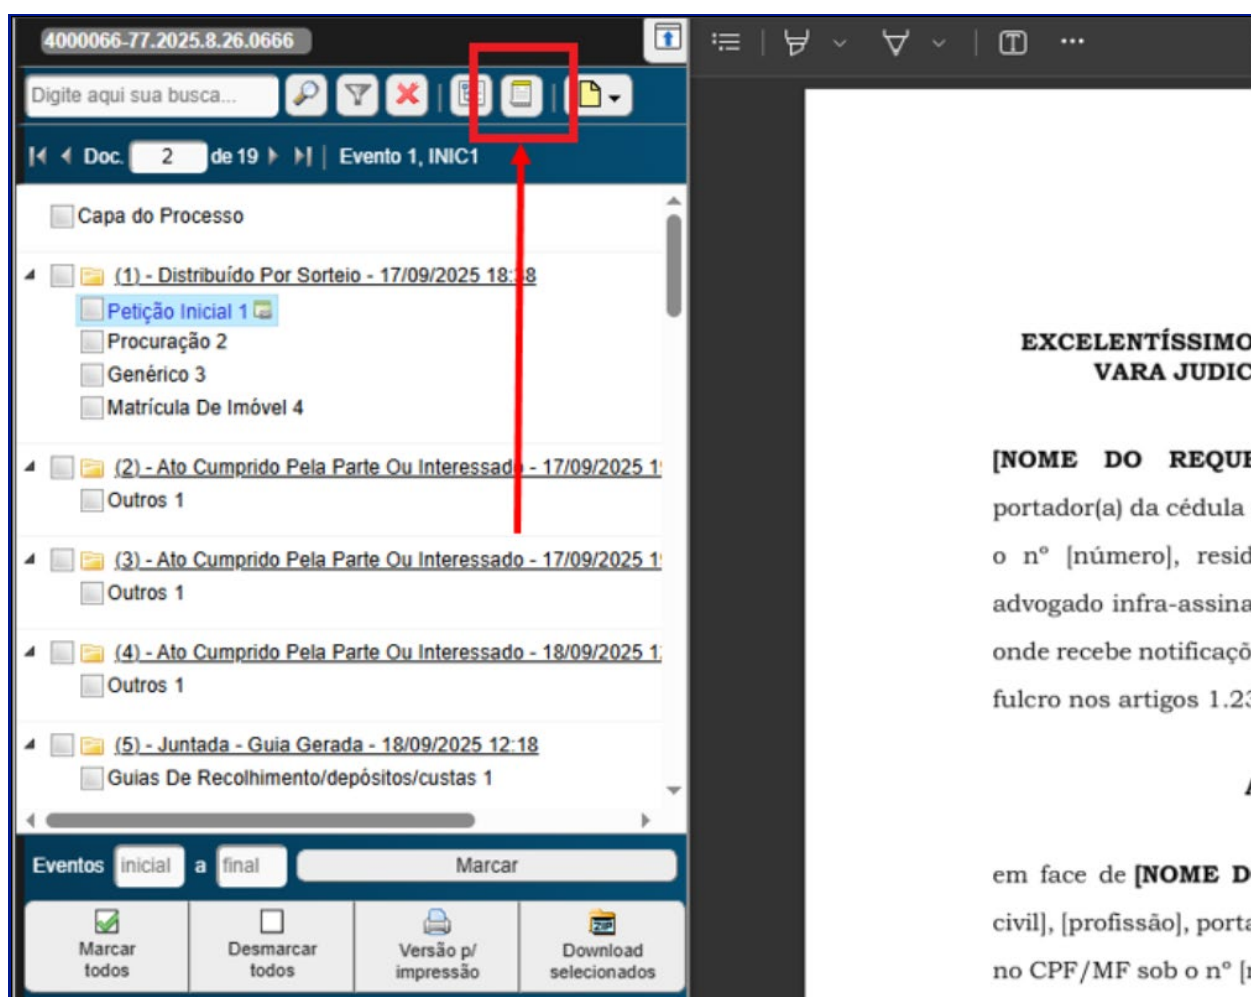 4000066-77.2025.8.26.0666
Digite aqui sua busca...
Doc. 2 de 19 | Evento 1, INIC1
Capa do Processo
(1) - Distribuído Por Sorteio - 17/09/2025 18:38
Petição Inicial 1
Procuração 2
Genérico 3
Matrícula De Imóvel 4
(2) - Ato Cumprido Pela Parte Ou Interessado - 17/09/2025 1
Outros 1
(3) - Ato Cumprido Pela Parte Ou Interessado - 17/09/2025 1
Outros 1
(4) - Ato Cumprido Pela Parte Ou Interessado - 18/09/2025 1
Outros 1
(5) - Juntada - Guia Gerada - 18/09/2025 12:18
Guias De Recolhimento/depósitos/custas 1
Eventos inicial a final Marcar
Marcar todos
Desmarcar todos
Versão p/ impressão
ZIP
Download selecionados
EXCELENTÍSSIMO
VARA JUDIC
[NOME DO REQUE
portador(a) da cédula
o nº [número], resid
advogado infra-assina
onde recebe notificaçõ
fulcro nos artigos 1.23
A
em face de [NOME D
civil], [profissão], porta
no CPF/MF sob o nº [